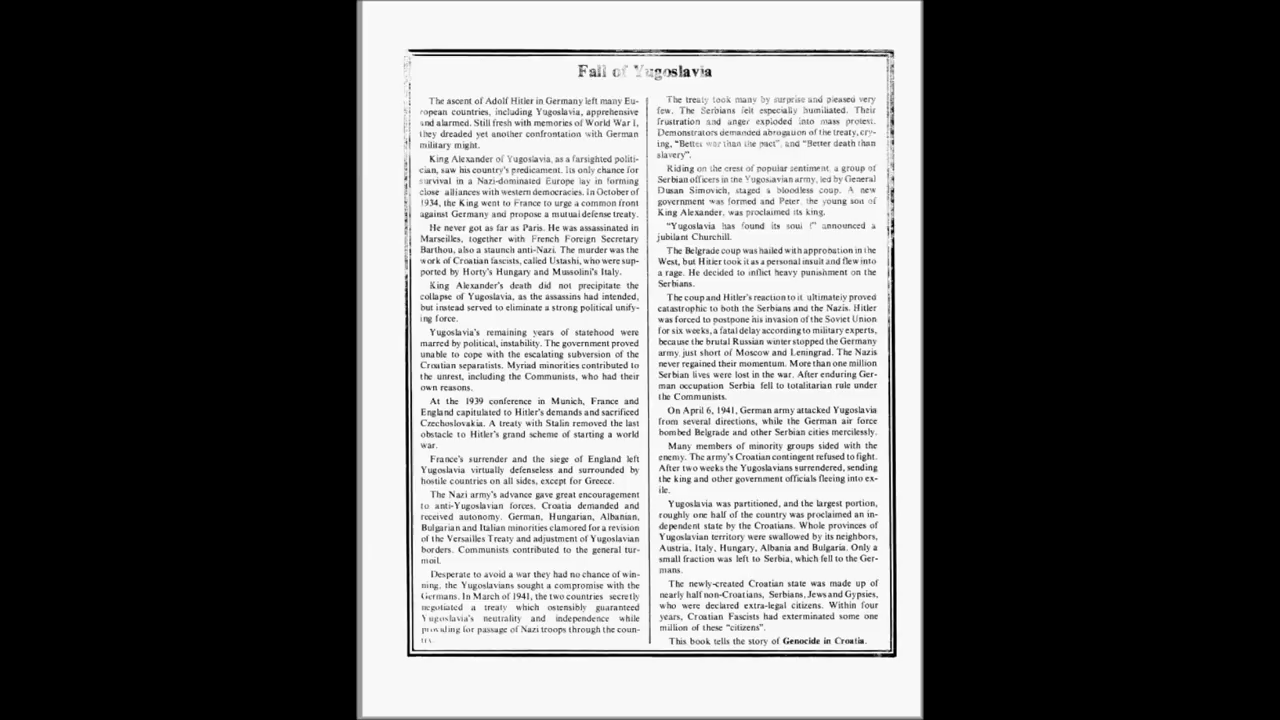 Fall of Yugoslavia
The ascent of Adolf Hitler in Germany left many Eu-
ropean countries, including Yugoslavia, apprehensive
and alarmed. Still fresh with memories of World War I,
they dreaded yet another confrontation with German
military might.
King Alexander of Yugoslavia, as a farsighted politi-
cian, saw his country's predicament. Its only chance for
survival in a Nazi-dominated Europe lay in forming
close alliances with western democracies. In October of
1934, the King went to France to urge a common front
against Germany and propose a mutual defense treaty.
He never got as far as Paris. He was assassinated in
Marseilles, together with French Foreign Secretary
Barthou, also a staunch anti-Nazi. The murder was the
work of Croatian fascists, called Ustashi, who were sup-
ported by Horty's Hungary and Mussolini's Italy.
King Alexander's death did not precipitate the
collapse of Yugoslavia, as the assassins had intended,
but instead served to eliminate a strong political unify-
ing force.
Yugoslavia's remaining years of statehood were
marred by political, instability. The government proved
unable to cope with the escalating subversion of the
Croatian separatists. Myriad minorities contributed to
the unrest, including the Communists, who had their
own reasons.
At the 1939 conference in Munich, France and
England capitulated to Hitler's demands and sacrificed
Czechoslovakia. A treaty with Stalin removed the last
obstacle to Hitler's grand scheme of starting a world
war.
France's surrender and the siege of England left
Yugoslavia virtually defenseless and surrounded by
hostile countries on all sides, except for Greece.
The Nazi army's advance gave great encouragement
to anti-Yugoslavian forces, Croatia demanded and
received autonomy. German, Hungarian, Albanian,
Bulgarian and Italian minorities clamored for a revision
of the Versailles Treaty and adjustment of Yugoslavian
borders. Communists contributed to the general tur-
moil.
Desperate to avoid a war they had no chance of win-
ning, the Yugoslavians sought a compromise with the
Germans. In March of 1941, the two countries secretly
negotiated a treaty which ostensibly guaranteed
Yugoslavia's neutrality and independence while
providing for passage of Nazi troops through the coun-
try.
The treaty took many by surprise and pleased very
few. The Serbians felt especially humiliated. Their
frustration and anger exploded into mass protest.
Demonstrators demanded abrogation of the treaty, cry-
ing, "Better war than the pact", and "Better death than
slavery".
Riding on the crest of popular sentiment, a group of
Serbian officers in the Yugoslavian army, led by General
Dusan Simovich, staged a bloodless coup. A new
government was formed and Peter, the young son of
King Alexander, was proclaimed its king.
"Yugoslavia has found its soul !" announced a
jubilant Churchill.
The Belgrade coup was hailed with approbation in the
West, but Hitler took it as a personal insult and flew into
a rage. He decided to inflict heavy punishment on the
Serbians.
The coup and Hitler's reaction to it, ultimately proved
catastrophic to both the Serbians and the Nazis. Hitler
was forced to postpone his invasion of the Soviet Union
for six weeks, a fatal delay according to military experts,
because the brutal Russian winter stopped the Germany
army, just short of Moscow and Leningrad. The Nazis
never regained their momentum. More than one million
Serbian lives were lost in the war. After enduring Ger-
man occupation Serbia fell to totalitarian rule under
the Communists.
On April 6, 1941, German army attacked Yugoslavia
from several directions, while the German air force
bombed Belgrade and other Serbian cities mercilessly.
Many members of minority groups sided with the
enemy. The army's Croatian contingent refused to fight.
After two weeks the Yugoslavians surrendered, sending
the king and other government officials fleeing into ex-
ile.
Yugoslavia was partitioned, and the largest portion,
roughly one half of the country was proclaimed an in-
dependent state by the Croatians. Whole provinces of
Yugoslavian territory were swallowed by its neighbors,
Austria, Italy, Hungary, Albania and Bulgaria. Only a
small fraction was left to Serbia, which fell to the Ger-
mans.
The newly-created Croatian state was made up of
nearly half non-Croatians, Serbians, Jews and Gypsies,
who were declared extra-legal citizens. Within four
years, Croatian Fascists had exterminated some one
million of these "citizens".
This book tells the story of Genocide in Croatia.